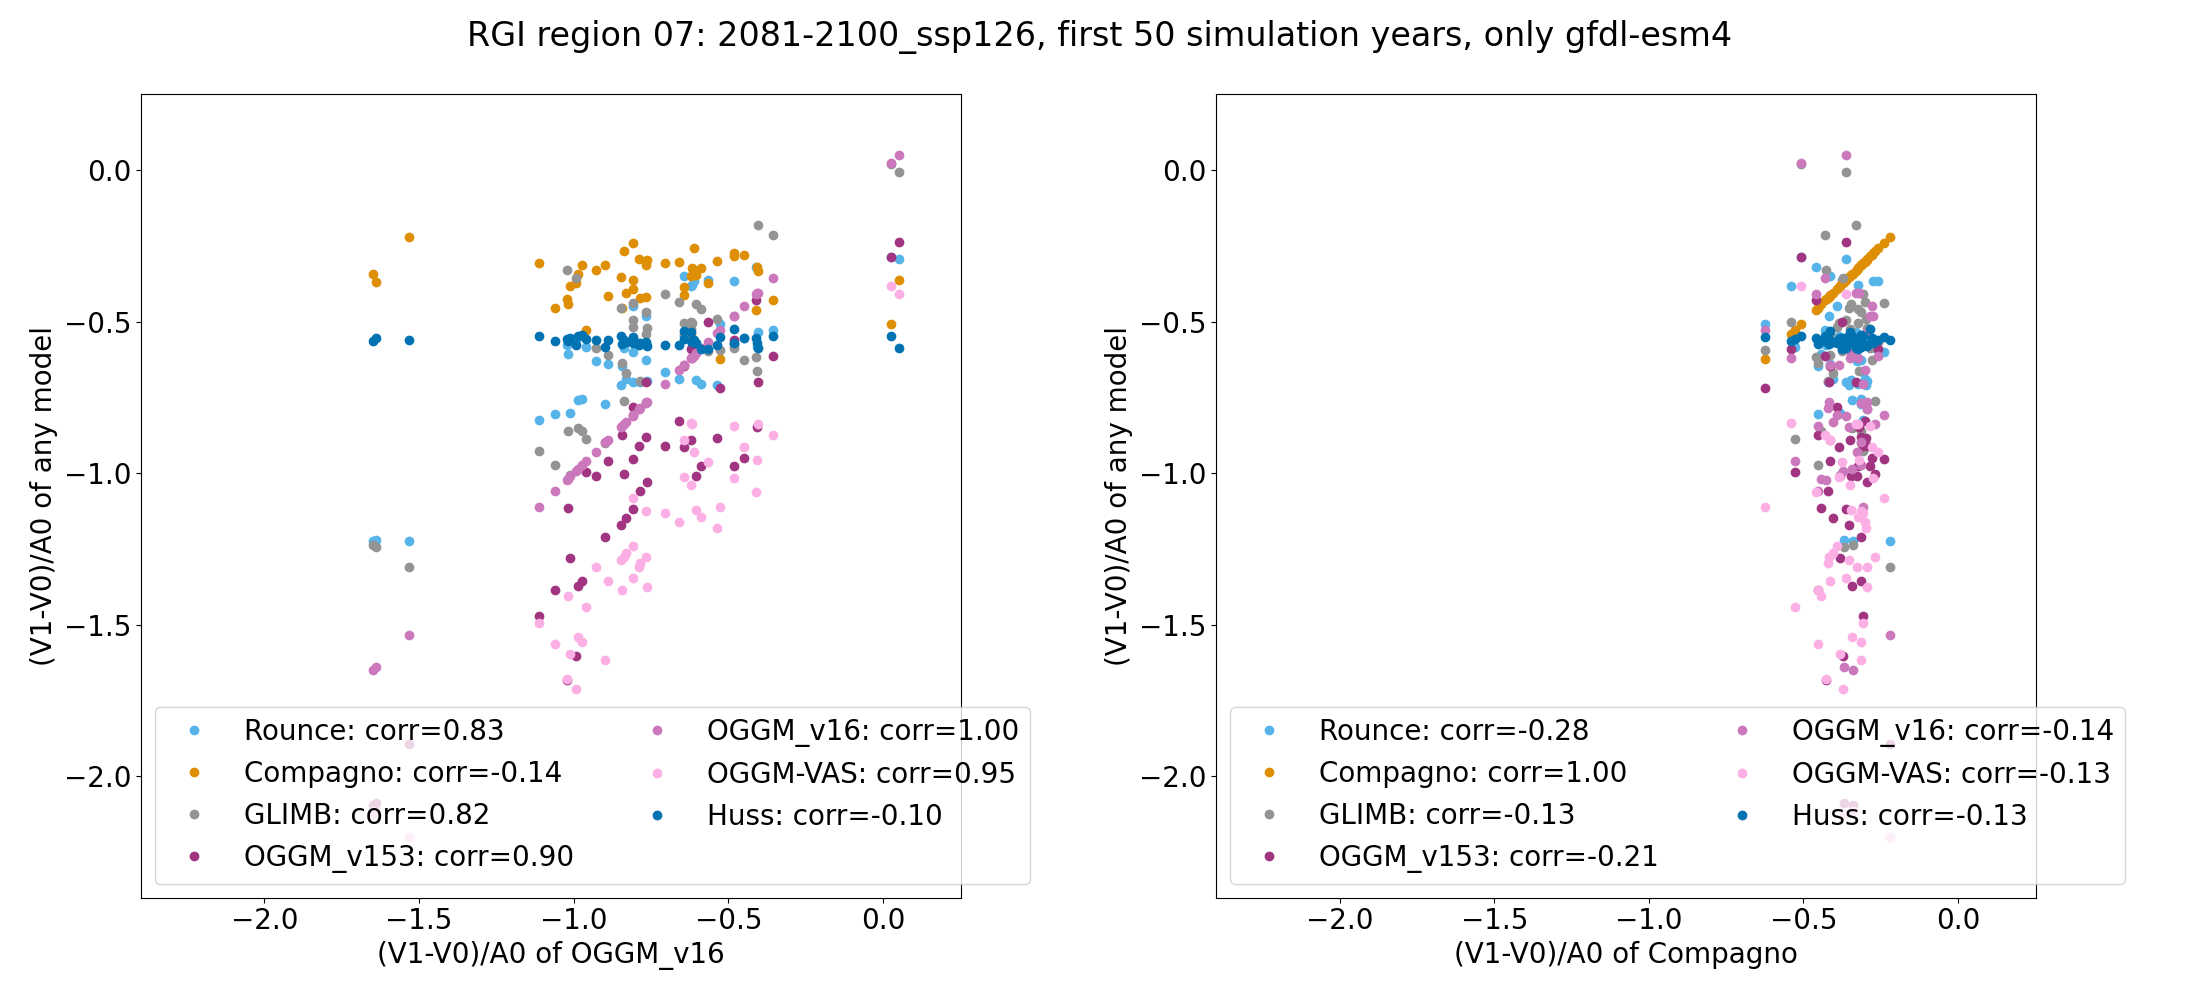 RGI region 07: 2081-2100_ssp126, first 50 simulation years, only gfdl-esm4
(V1-V0)/A0 of any model
0.0
−0.5
−1.0
−1.5
−2.0
Rounce: corr=0.83
Compagno: corr=-0.14
GLIMB: corr=0.82
OGGM_v153: corr=0.90
OGGM_v16: corr=1.00
OGGM-VAS: corr=0.95
Huss: corr=-0.10
−2.0 −1.5 −1.0 −0.5 0.0
(V1-V0)/A0 of OGGM_v16
(V1-V0)/A0 of any model
0.0
−0.5
−1.0
−1.5
−2.0
Rounce: corr=-0.28
Compagno: corr=1.00
GLIMB: corr=-0.13
OGGM_v153: corr=-0.21
OGGM_v16: corr=-0.14
OGGM-VAS: corr=-0.13
Huss: corr=-0.13
−2.0 −1.5 −1.0 −0.5 0.0
(V1-V0)/A0 of Compagno